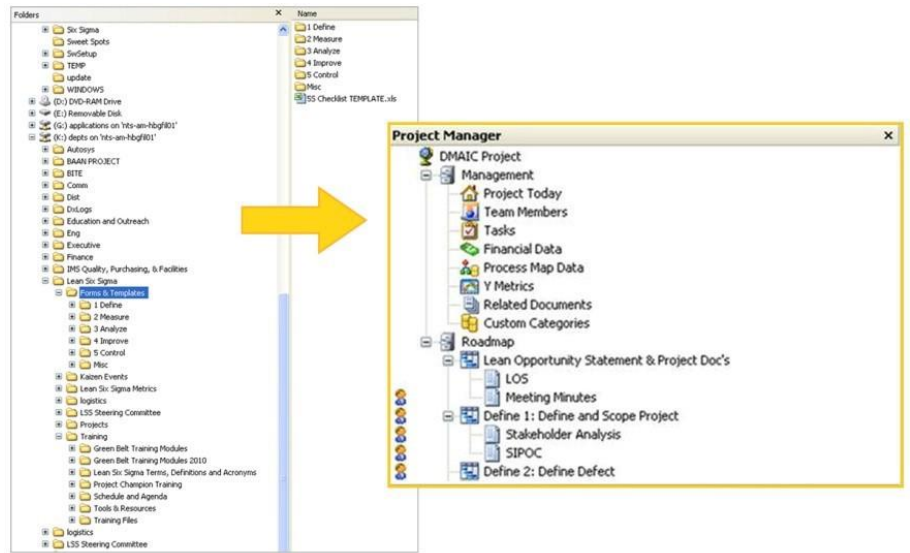 Folders
Six Sigma
Sweet Spots
SwSetup
TEMP
update
WINDOWS
(D:) DVD-RAM Drive
(E:) Removable Disk
(G:) applications on 'nts-am-hbgfil01'
(K:) depts on 'nts-am-hbgfil01'
Autosys
BAAN PROJECT
BITE
Comm
Dist
DxLogs
Education and Outreach
Eng
Executive
Finance
IMS Quality, Purchasing, & Facilities
Lean Six Sigma
Forms & Templates
1 Define
2 Measure
3 Analyze
4 Improve
5 Control
Misc
Kaizen Events
Lean Six Sigma Metrics
logistics
LSS Steering Committee
Projects
Training
Green Belt Training Modules
Green Belt Training Modules 2010
Lean Six Sigma Terms, Definitions and Acronyms
Project Champion Training
Schedule and Agenda
Tools & Resources
Training Files
logistics
LSS Steering Committee
Name
1 Define
2 Measure
3 Analyze
4 Improve
5 Control
Misc
SS Checklist TEMPLATE.xls
Project Manager
DMAIC Project
Management
Project Today
Team Members
Tasks
Financial Data
Process Map Data
Y Metrics
Related Documents
Custom Categories
Roadmap
Lean Opportunity Statement & Project Doc's
LOS
Meeting Minutes
Define 1: Define and Scope Project
Stakeholder Analysis
SIPOC
Define 2: Define Defect